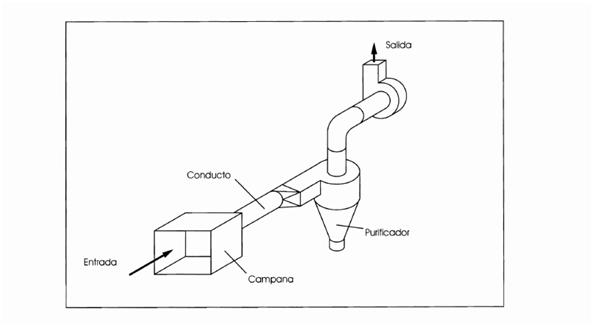 Salida
Conducto
Purificador
Entrada
Campana